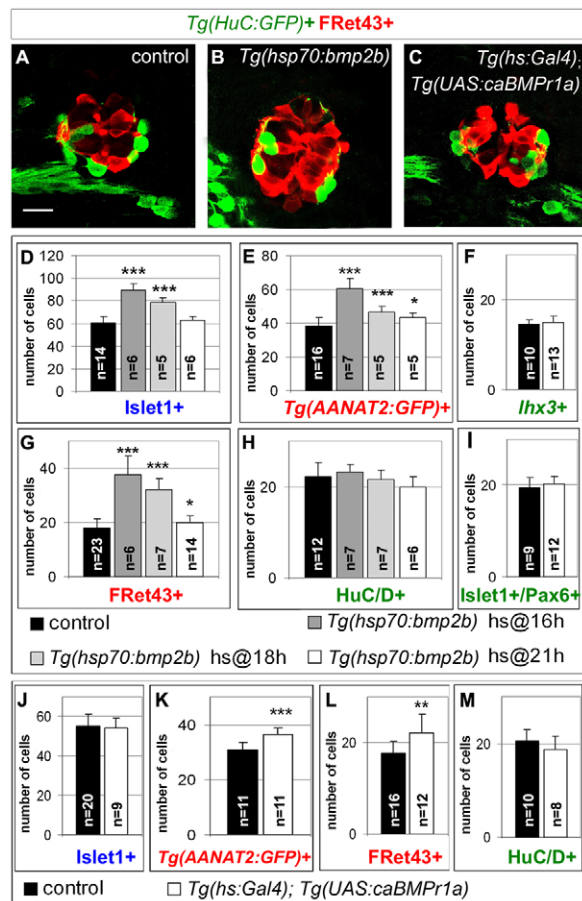 Tg(HuC:GFP)+ FRet43+
A control
B Tg(hsp70:bmp2b)
C Tg(hs:Gal4);
Tg(UAS:caBMPr1a)
D
number of cells
120
100
80
60
40
20
0
***
***
n=14
n=6
n=5
n=6
Islet1+
E
number of cells
80
60
40
20
0
***
***
*
n=16
n=7
n=5
n=5
Tg(AANAT2:GFP)+
F
number of cells
20
0
n=10
n=13
lhx3+
G
number of cells
40
20
0
***
***
*
n=23
n=6
n=7
n=14
FRet43+
H
number of cells
20
0
n=12
n=7
n=7
n=6
HuC/D+
I
number of cells
20
0
n=9
n=12
Islet1+/Pax6+
control
Tg(hsp70:bmp2b) hs@16h
Tg(hsp70:bmp2b) hs@18h
Tg(hsp70:bmp2b) hs@21h
J
number of cells
60
40
20
0
n=20
n=9
Islet1+
K
number of cells
40
20
0
***
n=11
n=11
Tg(AANAT2:GFP)+
L
number of cells
40
20
0
**
n=16
n=12
FRet43+
M
number of cells
40
20
0
n=10
n=8
HuC/D+
control
Tg(hs:Gal4); Tg(UAS:caBMPr1a)